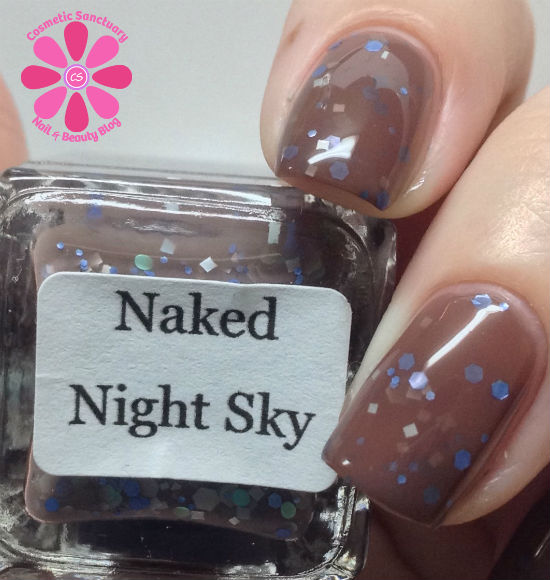 Cosmetic Sanctuary
CS
Nail & Beauty Blog
Naked
Night Sky